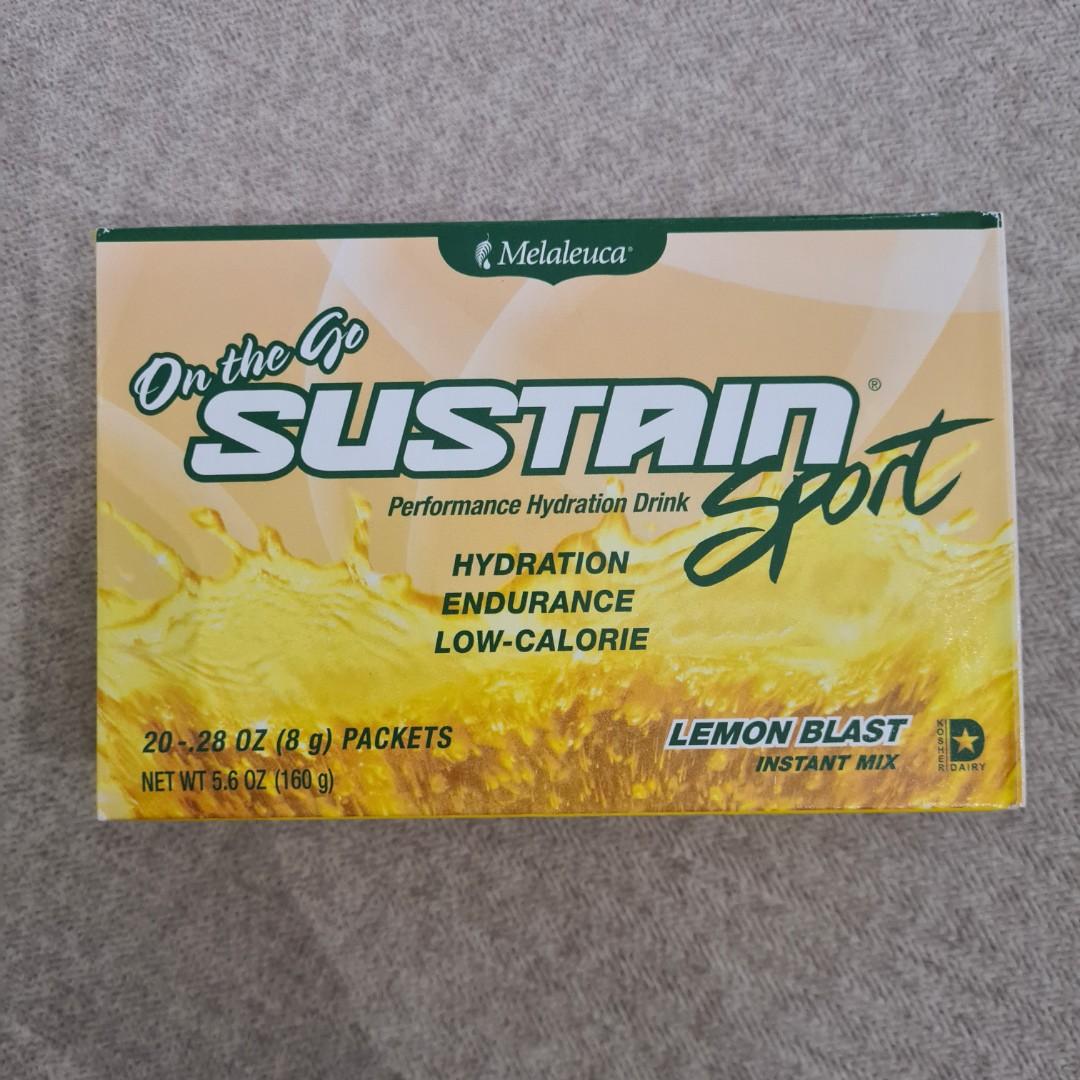 Melaleuca®
On the Go
SUSTAIN®
Sport
Performance Hydration Drink
HYDRATION
ENDURANCE
LOW-CALORIE
20-.28 OZ (8 g) PACKETS
NET WT 5.6 OZ (160 g)
LEMON BLAST
INSTANT MIX
KOSHER
D
DAIRY